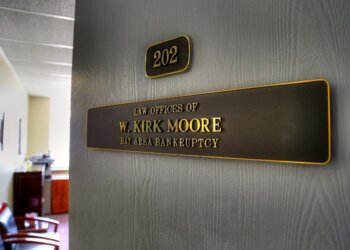 202
LAW OFFICES OF
W. KIRK MOORE
BAY AREA BANKRUPTCY